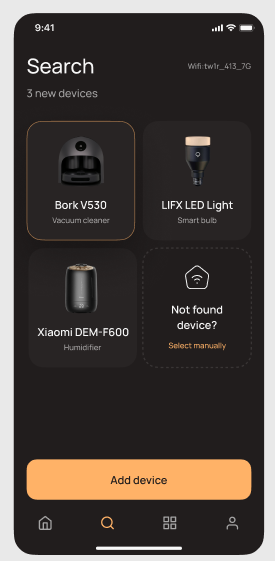 9:41
Search
Wifi:tw1r_413_7G
3 new devices
Bork V530
Vacuum cleaner
LIFX LED Light
Smart bulb
Xiaomi DEM-F600
Humidifier
Not found
device?
Select manually
Add device